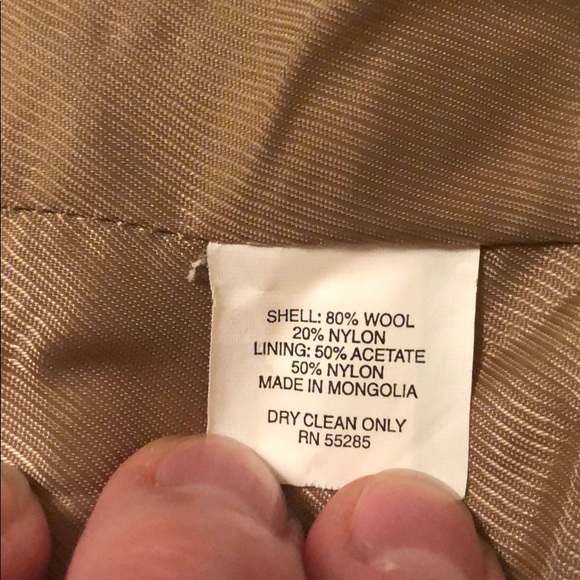 SHELL: 80% WOOL
20% NYLON
LINING: 50% ACETATE
50% NYLON
MADE IN MONGOLIA
DRY CLEAN ONLY
RN 55285